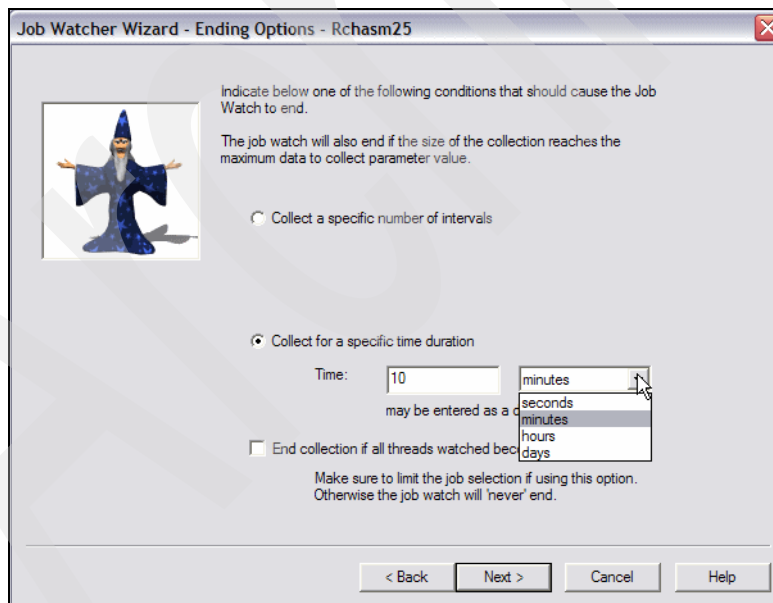 Job Watcher Wizard - Ending Options - Rchasm25
Indicate below one of the following conditions that should cause the Job
Watch to end.
The job watch will also end if the size of the collection reaches the
maximum data to collect parameter value.
Collect a specific number of intervals
Collect for a specific time duration
Time: 10 minutes
seconds
may be entered as a
minutes
hours
End collection if all threads watched
days
Make sure to limit the job selection if using this option.
Otherwise the job watch will 'never' end.
< Back Next > Cancel Help